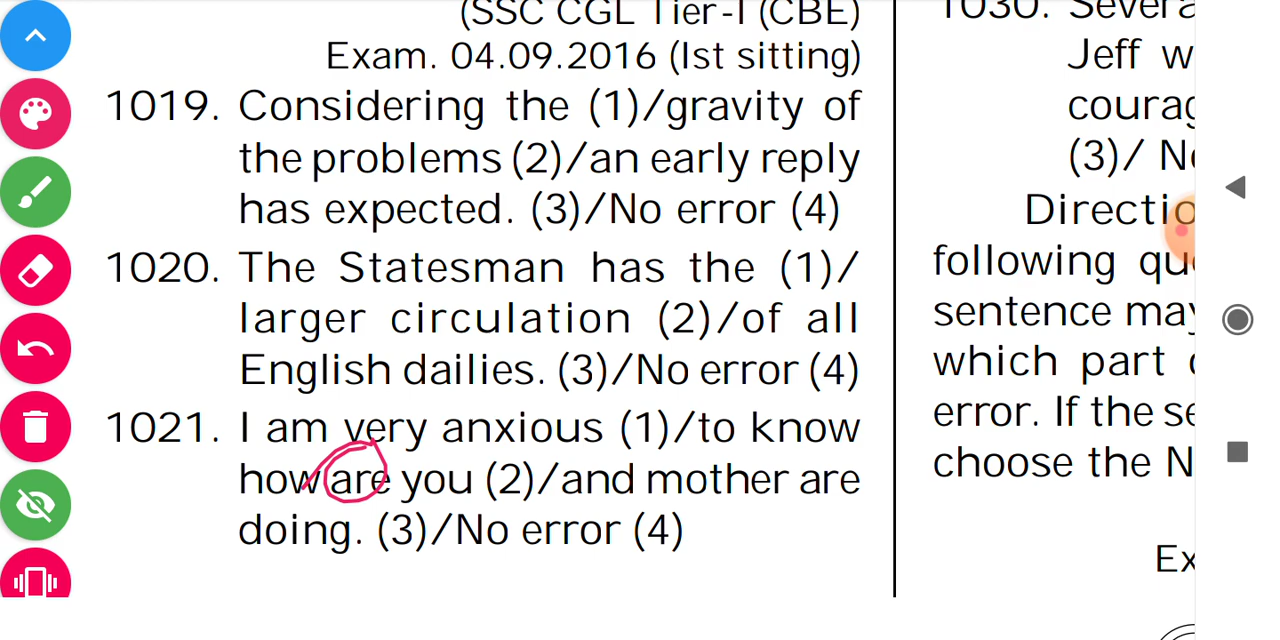 (SSC CGL Tier-I (CBE)
Exam. 04.09.2016 (Ist sitting)
1019. Considering the (1)/gravity of
the problems (2)/an early reply
has expected. (3)/No error (4)
1020. The Statesman has the (1)/
larger circulation (2)/of all
English dailies. (3)/No error (4)
1021. I am very anxious (1)/to know
how are you (2)/and mother are
doing. (3)/No error (4)
1030.
Jeff
(3)/
following
sentence may
which part
error. If the
choose the